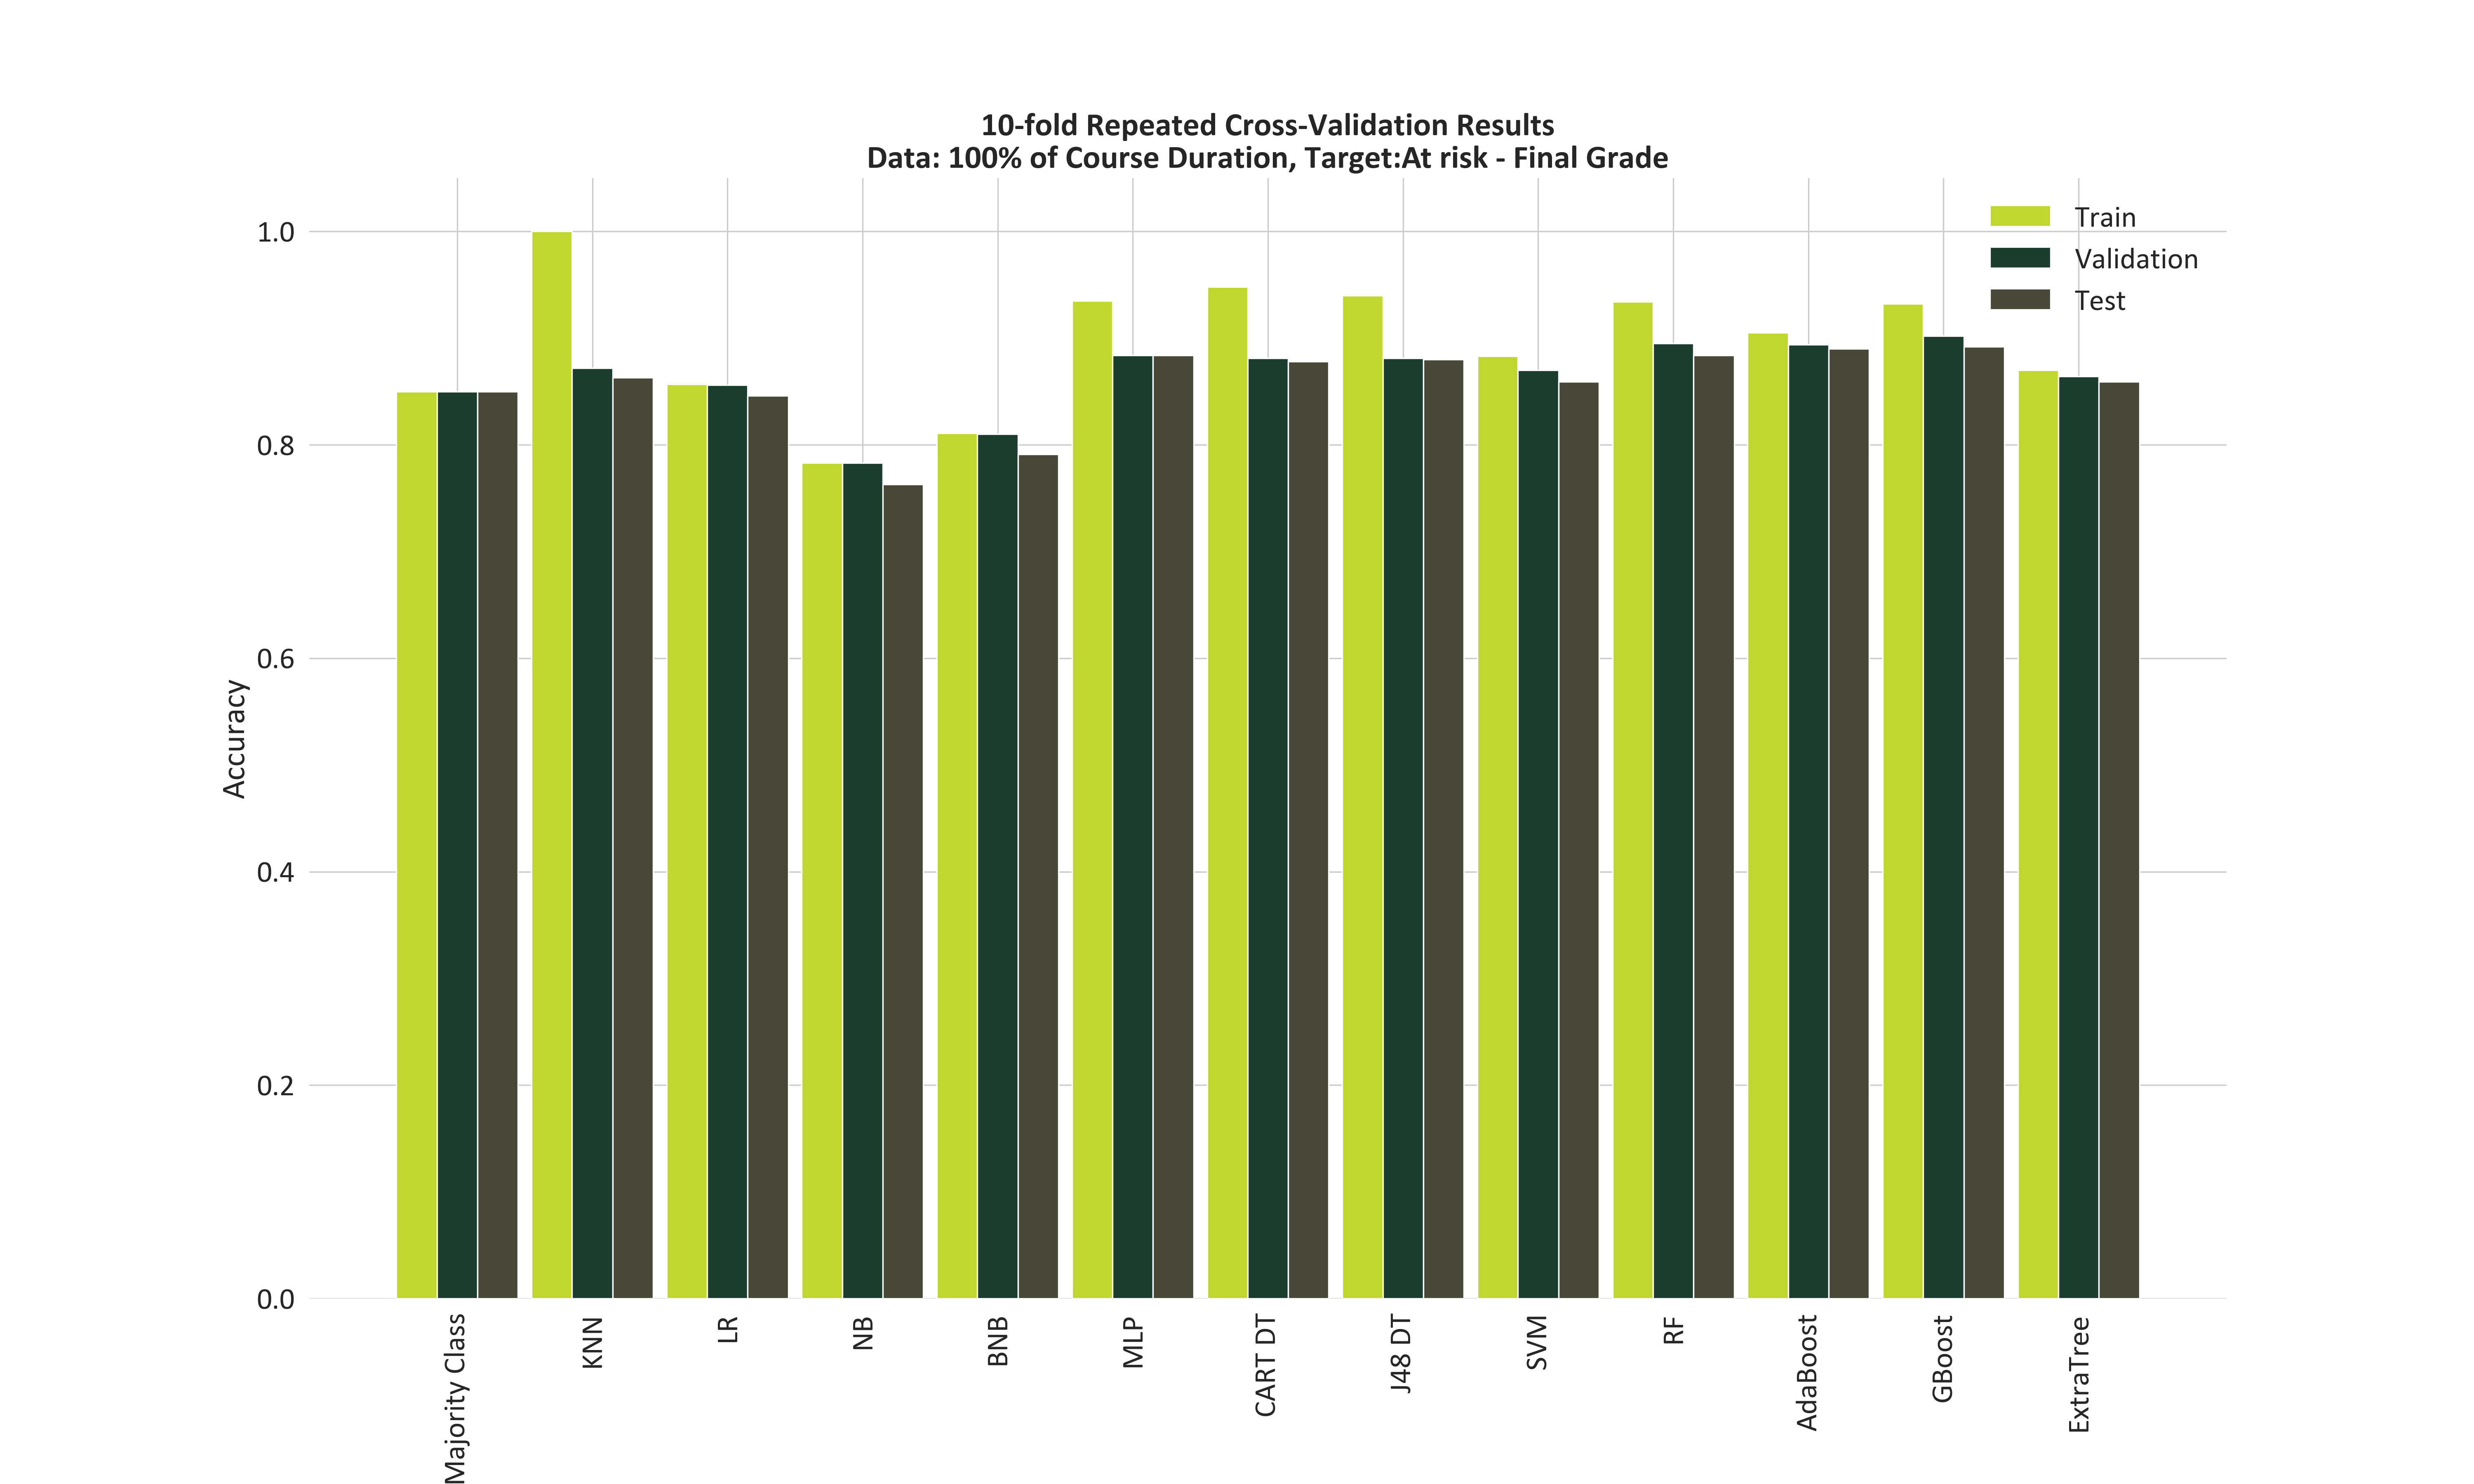 10-fold Repeated Cross-Validation Results
Data: 100% of Course Duration, Target:At risk - Final Grade
Train
Validation
Test
1.0
0.8
0.6
0.4
0.2
0.0
Accuracy
Majority Class
KNN
LR
NB
BNB
MLP
CART DT
J48 DT
SVM
RF
AdaBoost
GBoost
ExtraTree